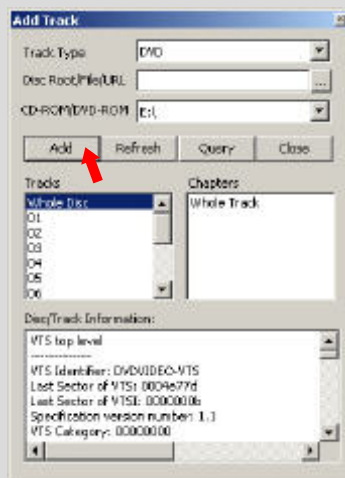 Add Track
Track Type DVD
Disc Root/File/URL ...
CD-ROM/DVD-ROM E:\
Add Refresh Query Close
Tracks Chapters
Whole Disc Whole Track
01
02
03
04
05
06
Disc/Track Information:
VTS top level
--------------
VTS Identifier: DVDVIDEO-VTS
Last Sector of VTS: 0004e77d
Last Sector of VTSI: 0000000b
Specification version number: 1.1
VTS Category: 00000000